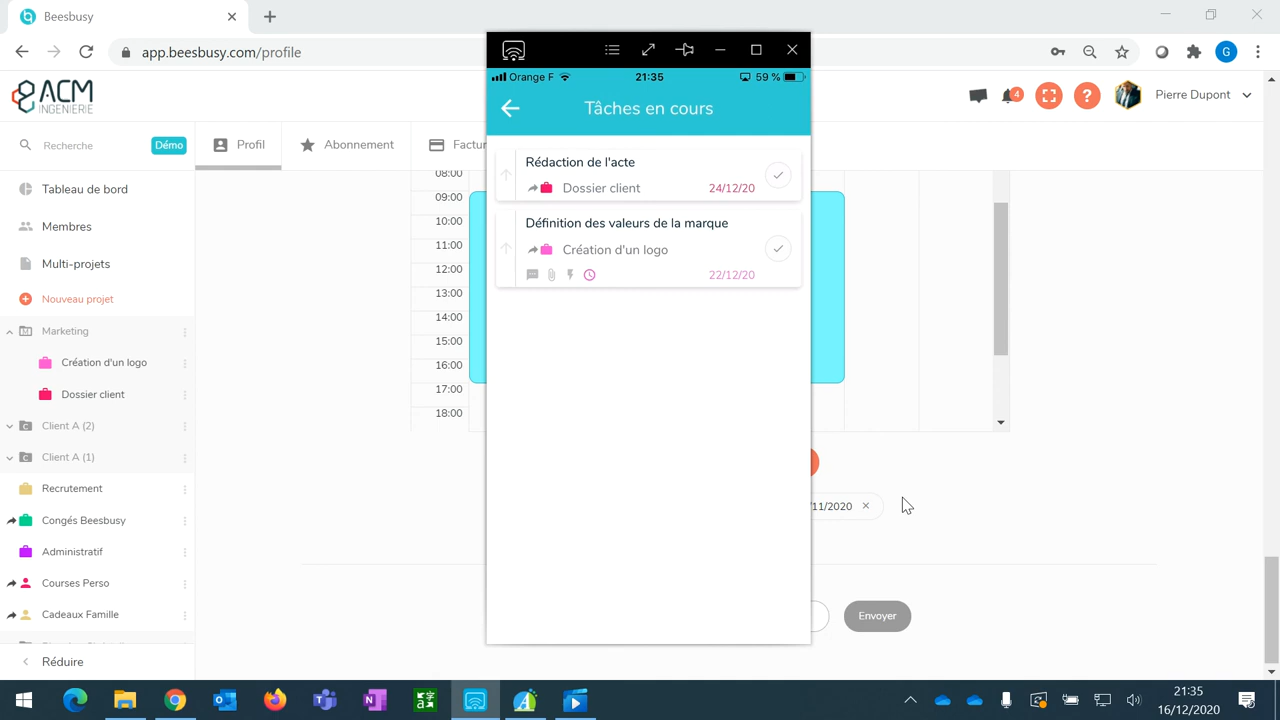 Beesbusy
app.beesbusy.com/profile
G
ACM
INGENIERIE
4
?
Pierre Dupont
Recherche
Démo
Profil
Abonnement
Tableau de bord
Membres
Multi-projets
Nouveau projet
Marketing
Création d'un logo
Dossier client
Client A (2)
Client A (1)
Recrutement
Congés Beesbusy
Administratif
Courses Perso
Cadeaux Famille
Réduire
08:00
09:00
10:00
11:00
12:00
13:00
14:00
15:00
16:00
17:00
18:00
Orange F
21:35
59 %
Tâches en cours
Rédaction de l'acte
Dossier client
24/12/20
Définition des valeurs de la marque
Création d'un logo
22/12/20
/11/2020
Envoyer
21:35
16/12/2020